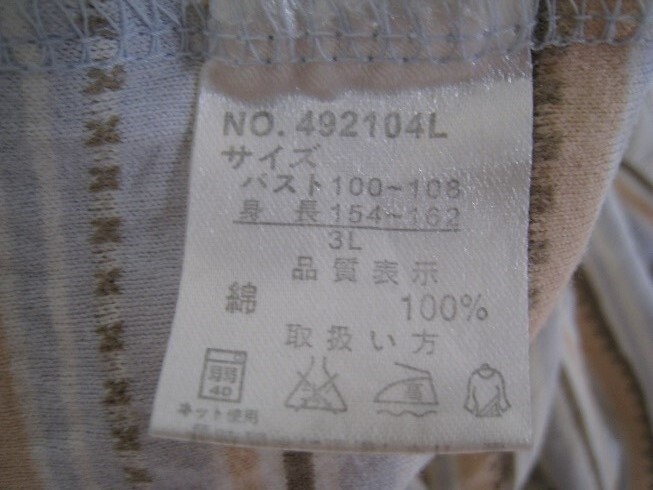 NO.492104L
サイズ
バスト100~108
身 長 154~162
3L
品質表示
綿 100%
取扱い方
弱 40 高
ネット使用